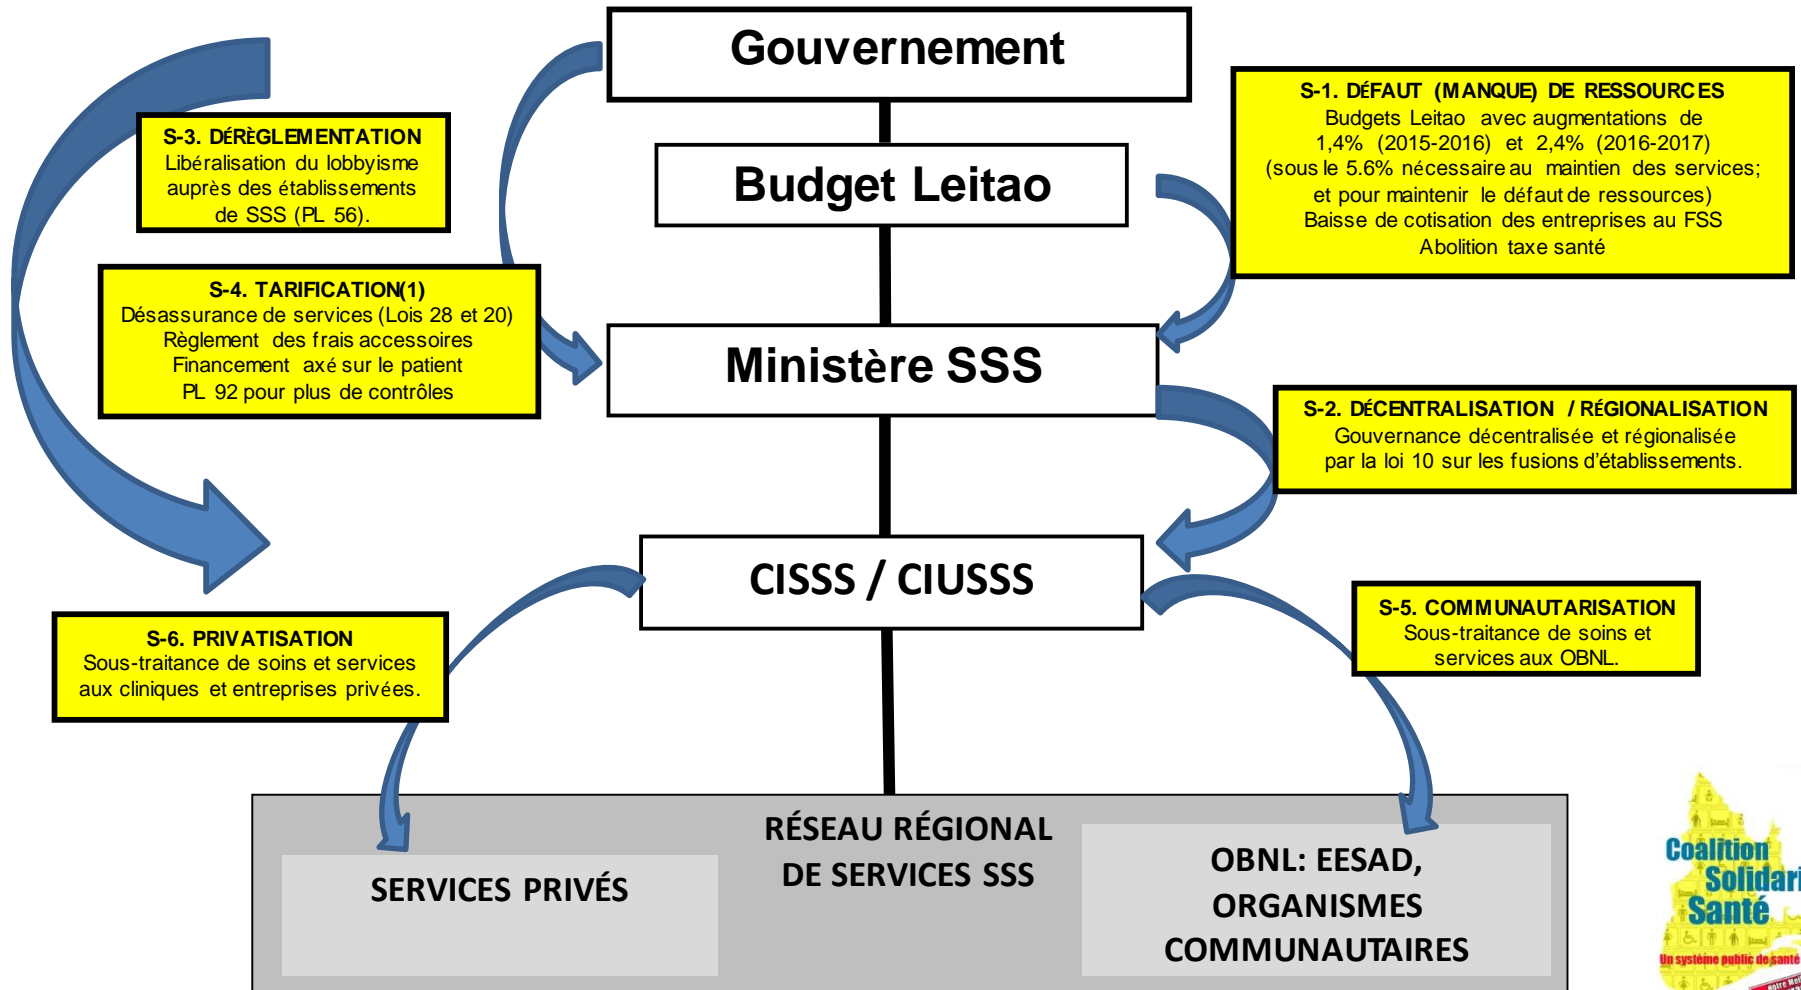 Gouvernement
S-1. DÉFAUT (MANQUE) DE RESSOURCES
Budgets Leitao avec augmentations de
1,4% (2015-2016) et 2,4% (2016-2017)
(sous le 5.6% nécessaire au maintien des services;
et pour maintenir le défaut de ressources)
Baisse de cotisation des entreprises au FSS
Abolition taxe santé
S-3. DÉRÈGLEMENTATION
Libéralisation du lobbyisme
auprès des établissements
de SSS (PL 56).
Budget Leitao
S-4. TARIFICATION(1)
Désassurance de services (Lois 28 et 20)
Règlement des frais accessoires
Financement axé sur le patient
PL 92 pour plus de contrôles
Ministère SSS
S-2. DÉCENTRALISATION / RÉGIONALISATION
Gouvernance décentralisée et régionalisée
par la loi 10 sur les fusions d'établissements.
CISSS / CIUSSS
S-6. PRIVATISATION
Sous-traitance de soins et services
aux cliniques et entreprises privées.
S-5. COMMUNAUTARISATION
Sous-traitance de soins et
services aux OBNL.
RÉSEAU RÉGIONAL
DE SERVICES SSS
SERVICES PRIVÉS
OBNL: EESAD,
ORGANISMES
COMMUNAUTAIRES
Coalition
Solidari
Santé
Un système public de santé